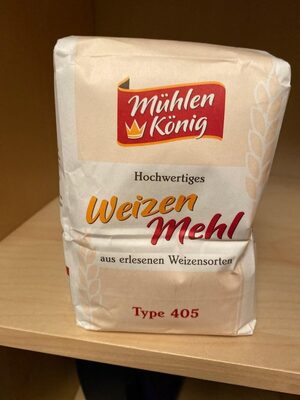 Mühlen
König
Hochwertiges
Weizen
Mehl
aus erlesenen Weizensorten
Type 405